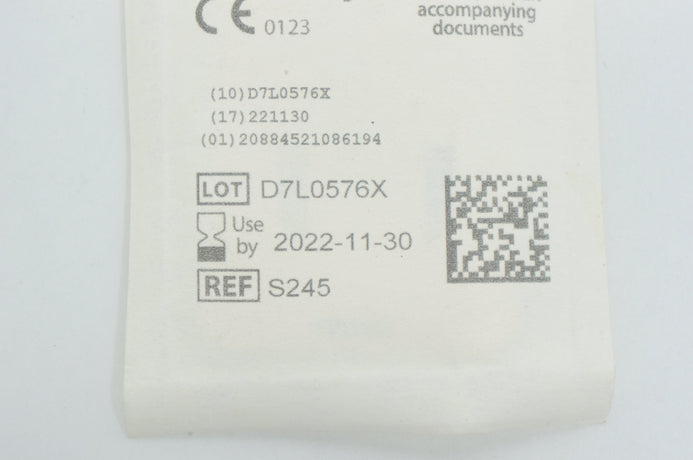 CE 0123
accompanying
documents
(10)D7L0576X
(17)221130
(01)20884521086194
LOT D7L0576X
Use
by 2022-11-30
REF S245